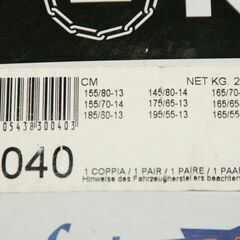 CM NET KG. 2
155/80-13 145/80-14 165/70-
155/70-14 175/65-13 165/65-
185/60-13 195/55-13 165/55-
05438300403
040
1 COPPIA / 1 PAIR / 1 PAIRE / 1 PAAR
Hinweise des Fahrzeugherstellers beachten